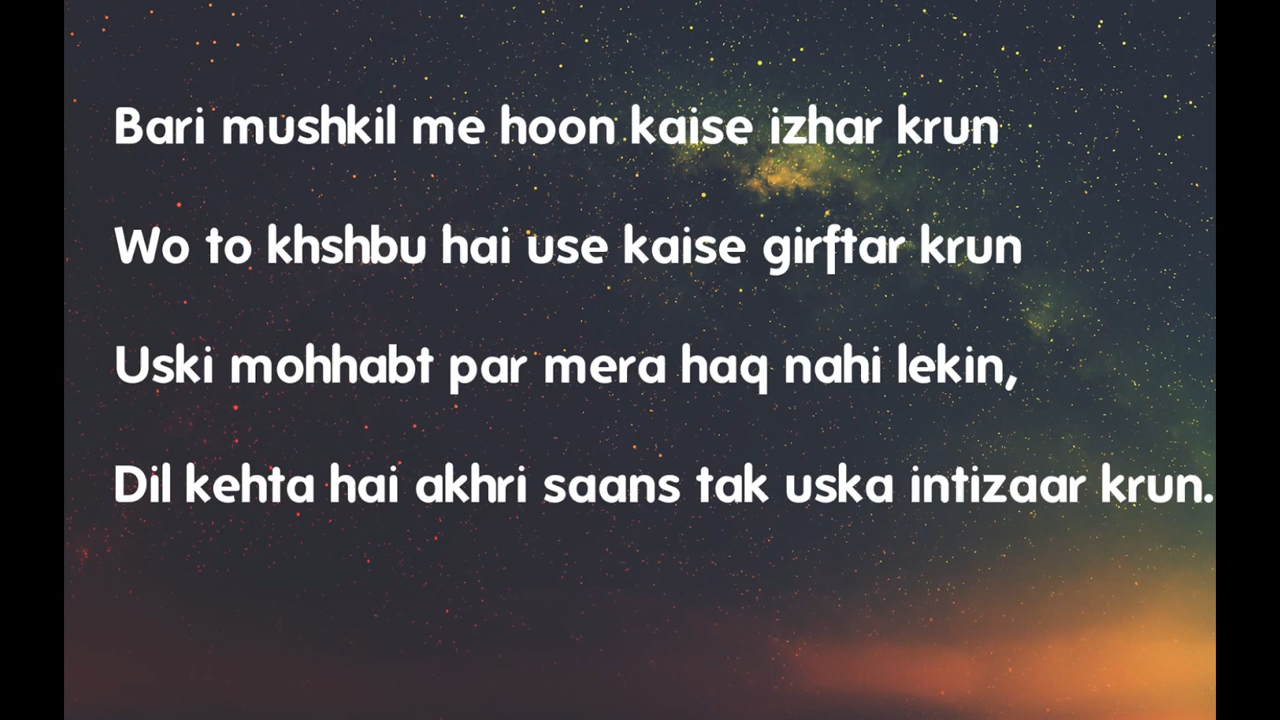 Bari mushkil me hoon kaise izhar krun
Wo to khshbu hai use kaise girftar krun
Uski mohhabt par mera haq nahi lekin,
Dil kehta hai akhri saans tak uska intizaar krun.